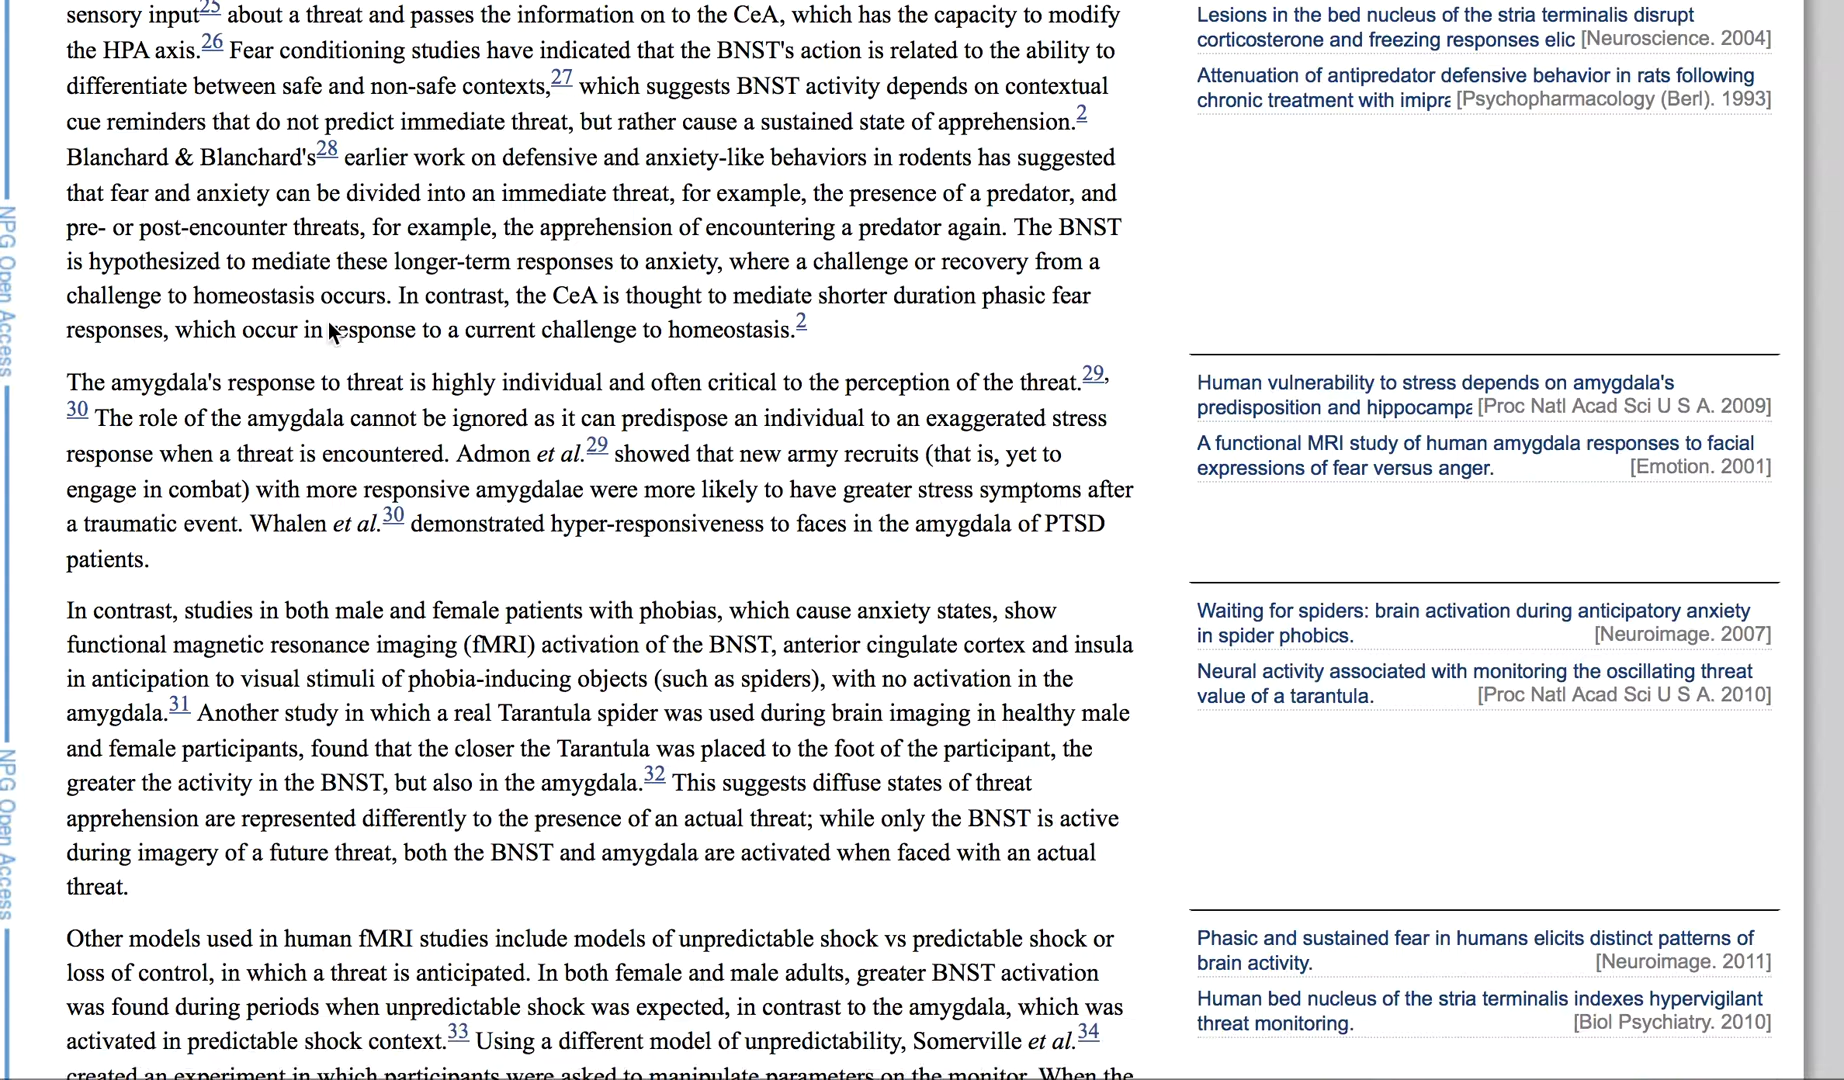 sensory input25 about a threat and passes the information on to the CeA, which has the capacity to modify
the HPA axis.26 Fear conditioning studies have indicated that the BNST's action is related to the ability to
differentiate between safe and non-safe contexts,27 which suggests BNST activity depends on contextual
cue reminders that do not predict immediate threat, but rather cause a sustained state of apprehension.2
Blanchard & Blanchard's28 earlier work on defensive and anxiety-like behaviors in rodents has suggested
that fear and anxiety can be divided into an immediate threat, for example, the presence of a predator, and
pre- or post-encounter threats, for example, the apprehension of encountering a predator again. The BNST
is hypothesized to mediate these longer-term responses to anxiety, where a challenge or recovery from a
challenge to homeostasis occurs. In contrast, the CeA is thought to mediate shorter duration phasic fear
responses, which occur in response to a current challenge to homeostasis.2
The amygdala's response to threat is highly individual and often critical to the perception of the threat.29,
30 The role of the amygdala cannot be ignored as it can predispose an individual to an exaggerated stress
response when a threat is encountered. Admon et al.29 showed that new army recruits (that is, yet to
engage in combat) with more responsive amygdalae were more likely to have greater stress symptoms after
a traumatic event. Whalen et al.30 demonstrated hyper-responsiveness to faces in the amygdala of PTSD
patients.
In contrast, studies in both male and female patients with phobias, which cause anxiety states, show
functional magnetic resonance imaging (fMRI) activation of the BNST, anterior cingulate cortex and insula
in anticipation to visual stimuli of phobia-inducing objects (such as spiders), with no activation in the
amygdala.31 Another study in which a real Tarantula spider was used during brain imaging in healthy male
and female participants, found that the closer the Tarantula was placed to the foot of the participant, the
greater the activity in the BNST, but also in the amygdala.32 This suggests diffuse states of threat
apprehension are represented differently to the presence of an actual threat; while only the BNST is active
during imagery of a future threat, both the BNST and amygdala are activated when faced with an actual
threat.
Other models used in human fMRI studies include models of unpredictable shock vs predictable shock or
loss of control, in which a threat is anticipated. In both female and male adults, greater BNST activation
was found during periods when unpredictable shock was expected, in contrast to the amygdala, which was
activated in predictable shock context.33 Using a different model of unpredictability, Somerville et al.34
created an experiment in which participants were asked to manipulate parameters on the monitor. When the
Lesions in the bed nucleus of the stria terminalis disrupt
corticosterone and freezing responses elic [Neuroscience. 2004]
Attenuation of antipredator defensive behavior in rats following
chronic treatment with imipra [Psychopharmacology (Berl). 1993]
Human vulnerability to stress depends on amygdala's
predisposition and hippocampa [Proc Natl Acad Sci U S A. 2009]
A functional MRI study of human amygdala responses to facial
expressions of fear versus anger. [Emotion. 2001]
Waiting for spiders: brain activation during anticipatory anxiety
in spider phobics. [Neuroimage. 2007]
Neural activity associated with monitoring the oscillating threat
value of a tarantula. [Proc Natl Acad Sci U S A. 2010]
Phasic and sustained fear in humans elicits distinct patterns of
brain activity. [Neuroimage. 2011]
Human bed nucleus of the stria terminalis indexes hypervigilant
threat monitoring. [Biol Psychiatry. 2010]
NPG Open Access
NPG Open Access